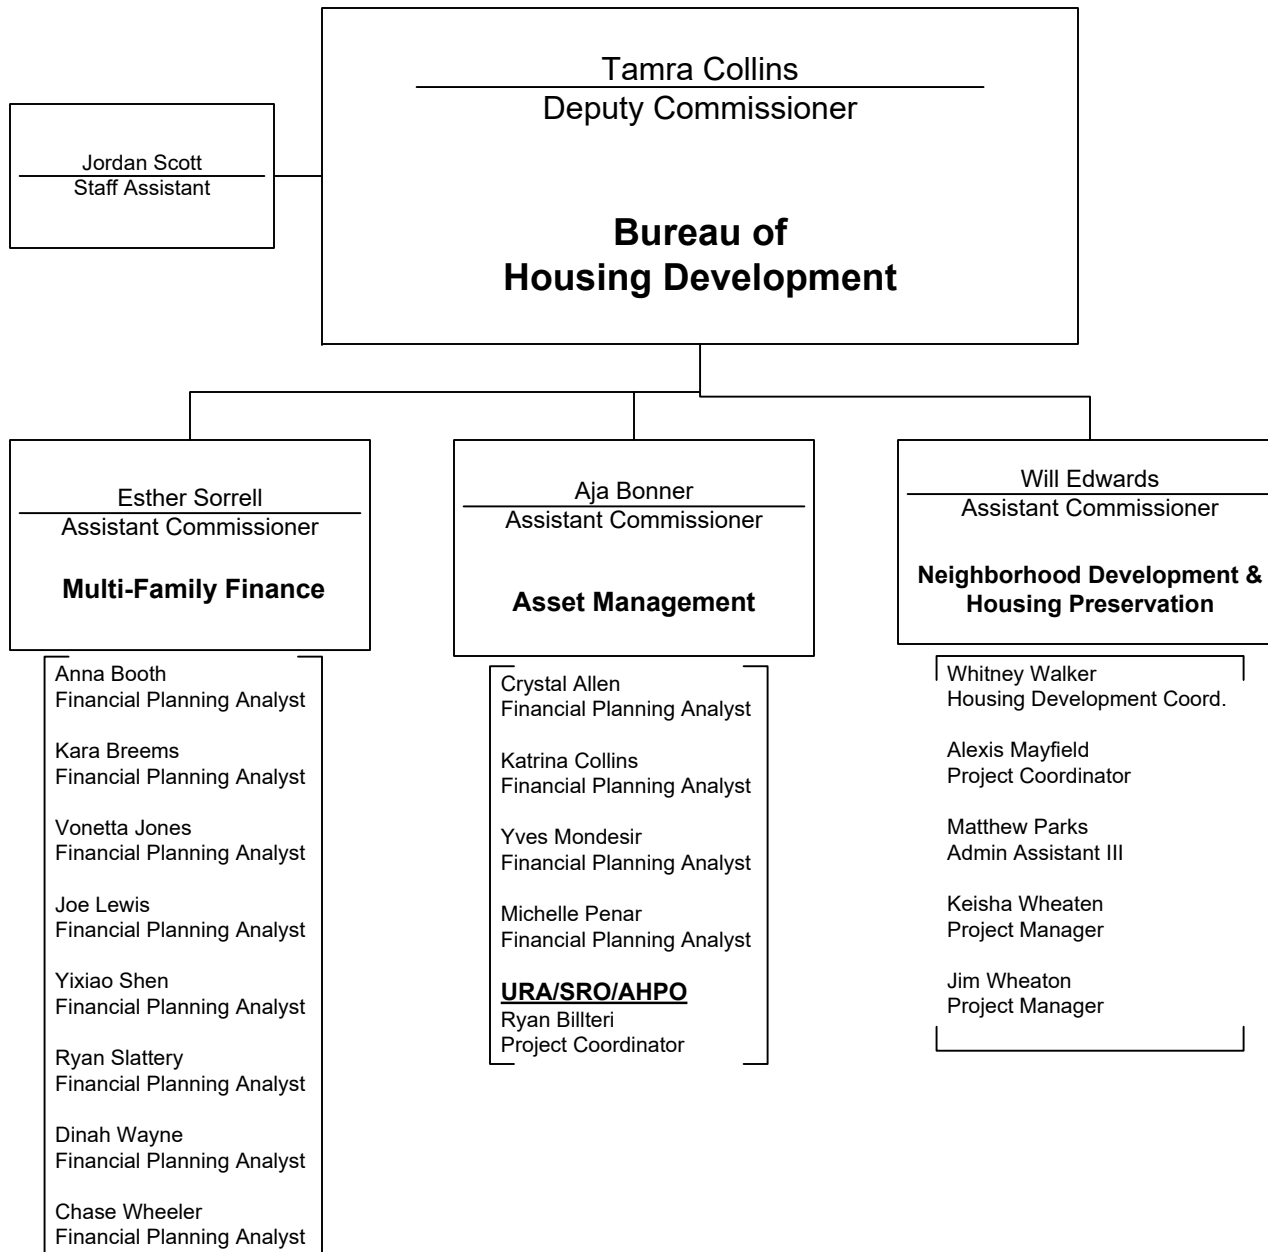 Tamra Collins
Deputy Commissioner
Bureau of
Housing Development
Jordan Scott
Staff Assistant
Esther Sorrell
Assistant Commissioner
Multi-Family Finance
Anna Booth
Financial Planning Analyst
Kara Breems
Financial Planning Analyst
Vonetta Jones
Financial Planning Analyst
Joe Lewis
Financial Planning Analyst
Yixiao Shen
Financial Planning Analyst
Ryan Slattery
Financial Planning Analyst
Dinah Wayne
Financial Planning Analyst
Chase Wheeler
Financial Planning Analyst
Aja Bonner
Assistant Commissioner
Asset Management
Crystal Allen
Financial Planning Analyst
Katrina Collins
Financial Planning Analyst
Yves Mondesir
Financial Planning Analyst
Michelle Penar
Financial Planning Analyst
URA/SRO/AHPO
Ryan Billteri
Project Coordinator
Will Edwards
Assistant Commissioner
Neighborhood Development &
Housing Preservation
Whitney Walker
Housing Development Coord.
Alexis Mayfield
Project Coordinator
Matthew Parks
Admin Assistant III
Keisha Wheaten
Project Manager
Jim Wheaton
Project Manager